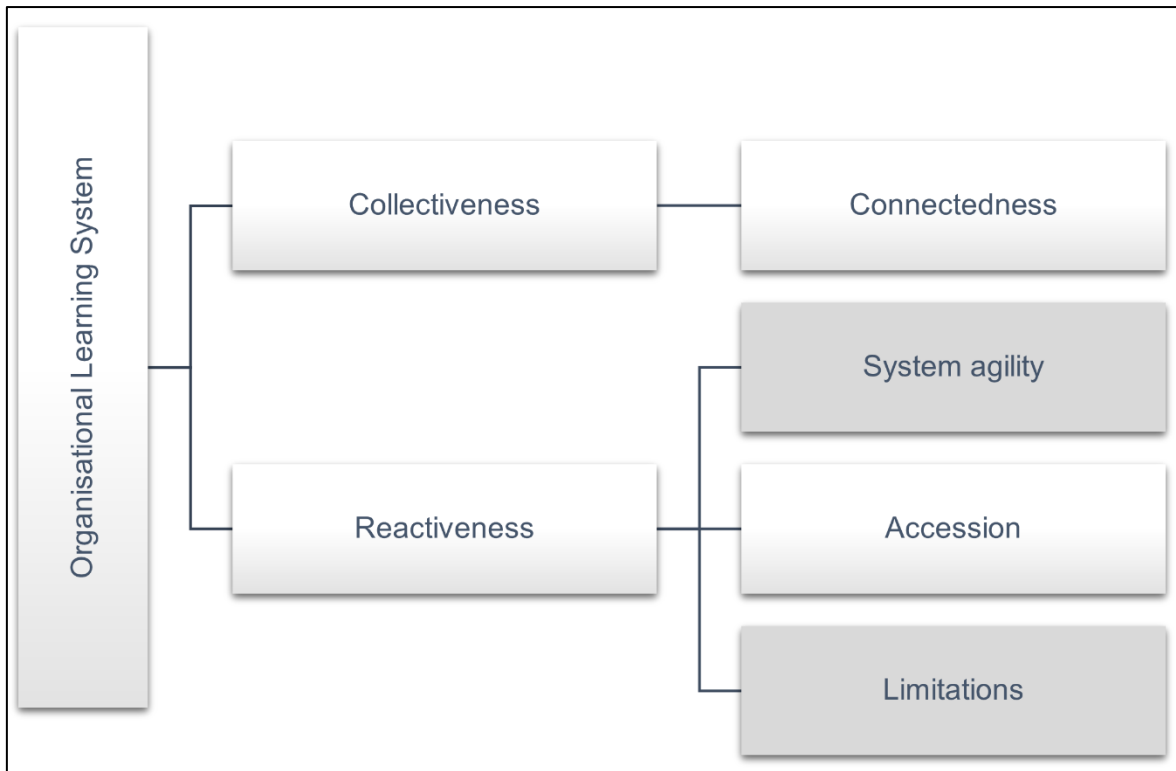 Organisational Learning System
Collectiveness
Connectedness
System agility
Reactiveness
Accession
Limitations